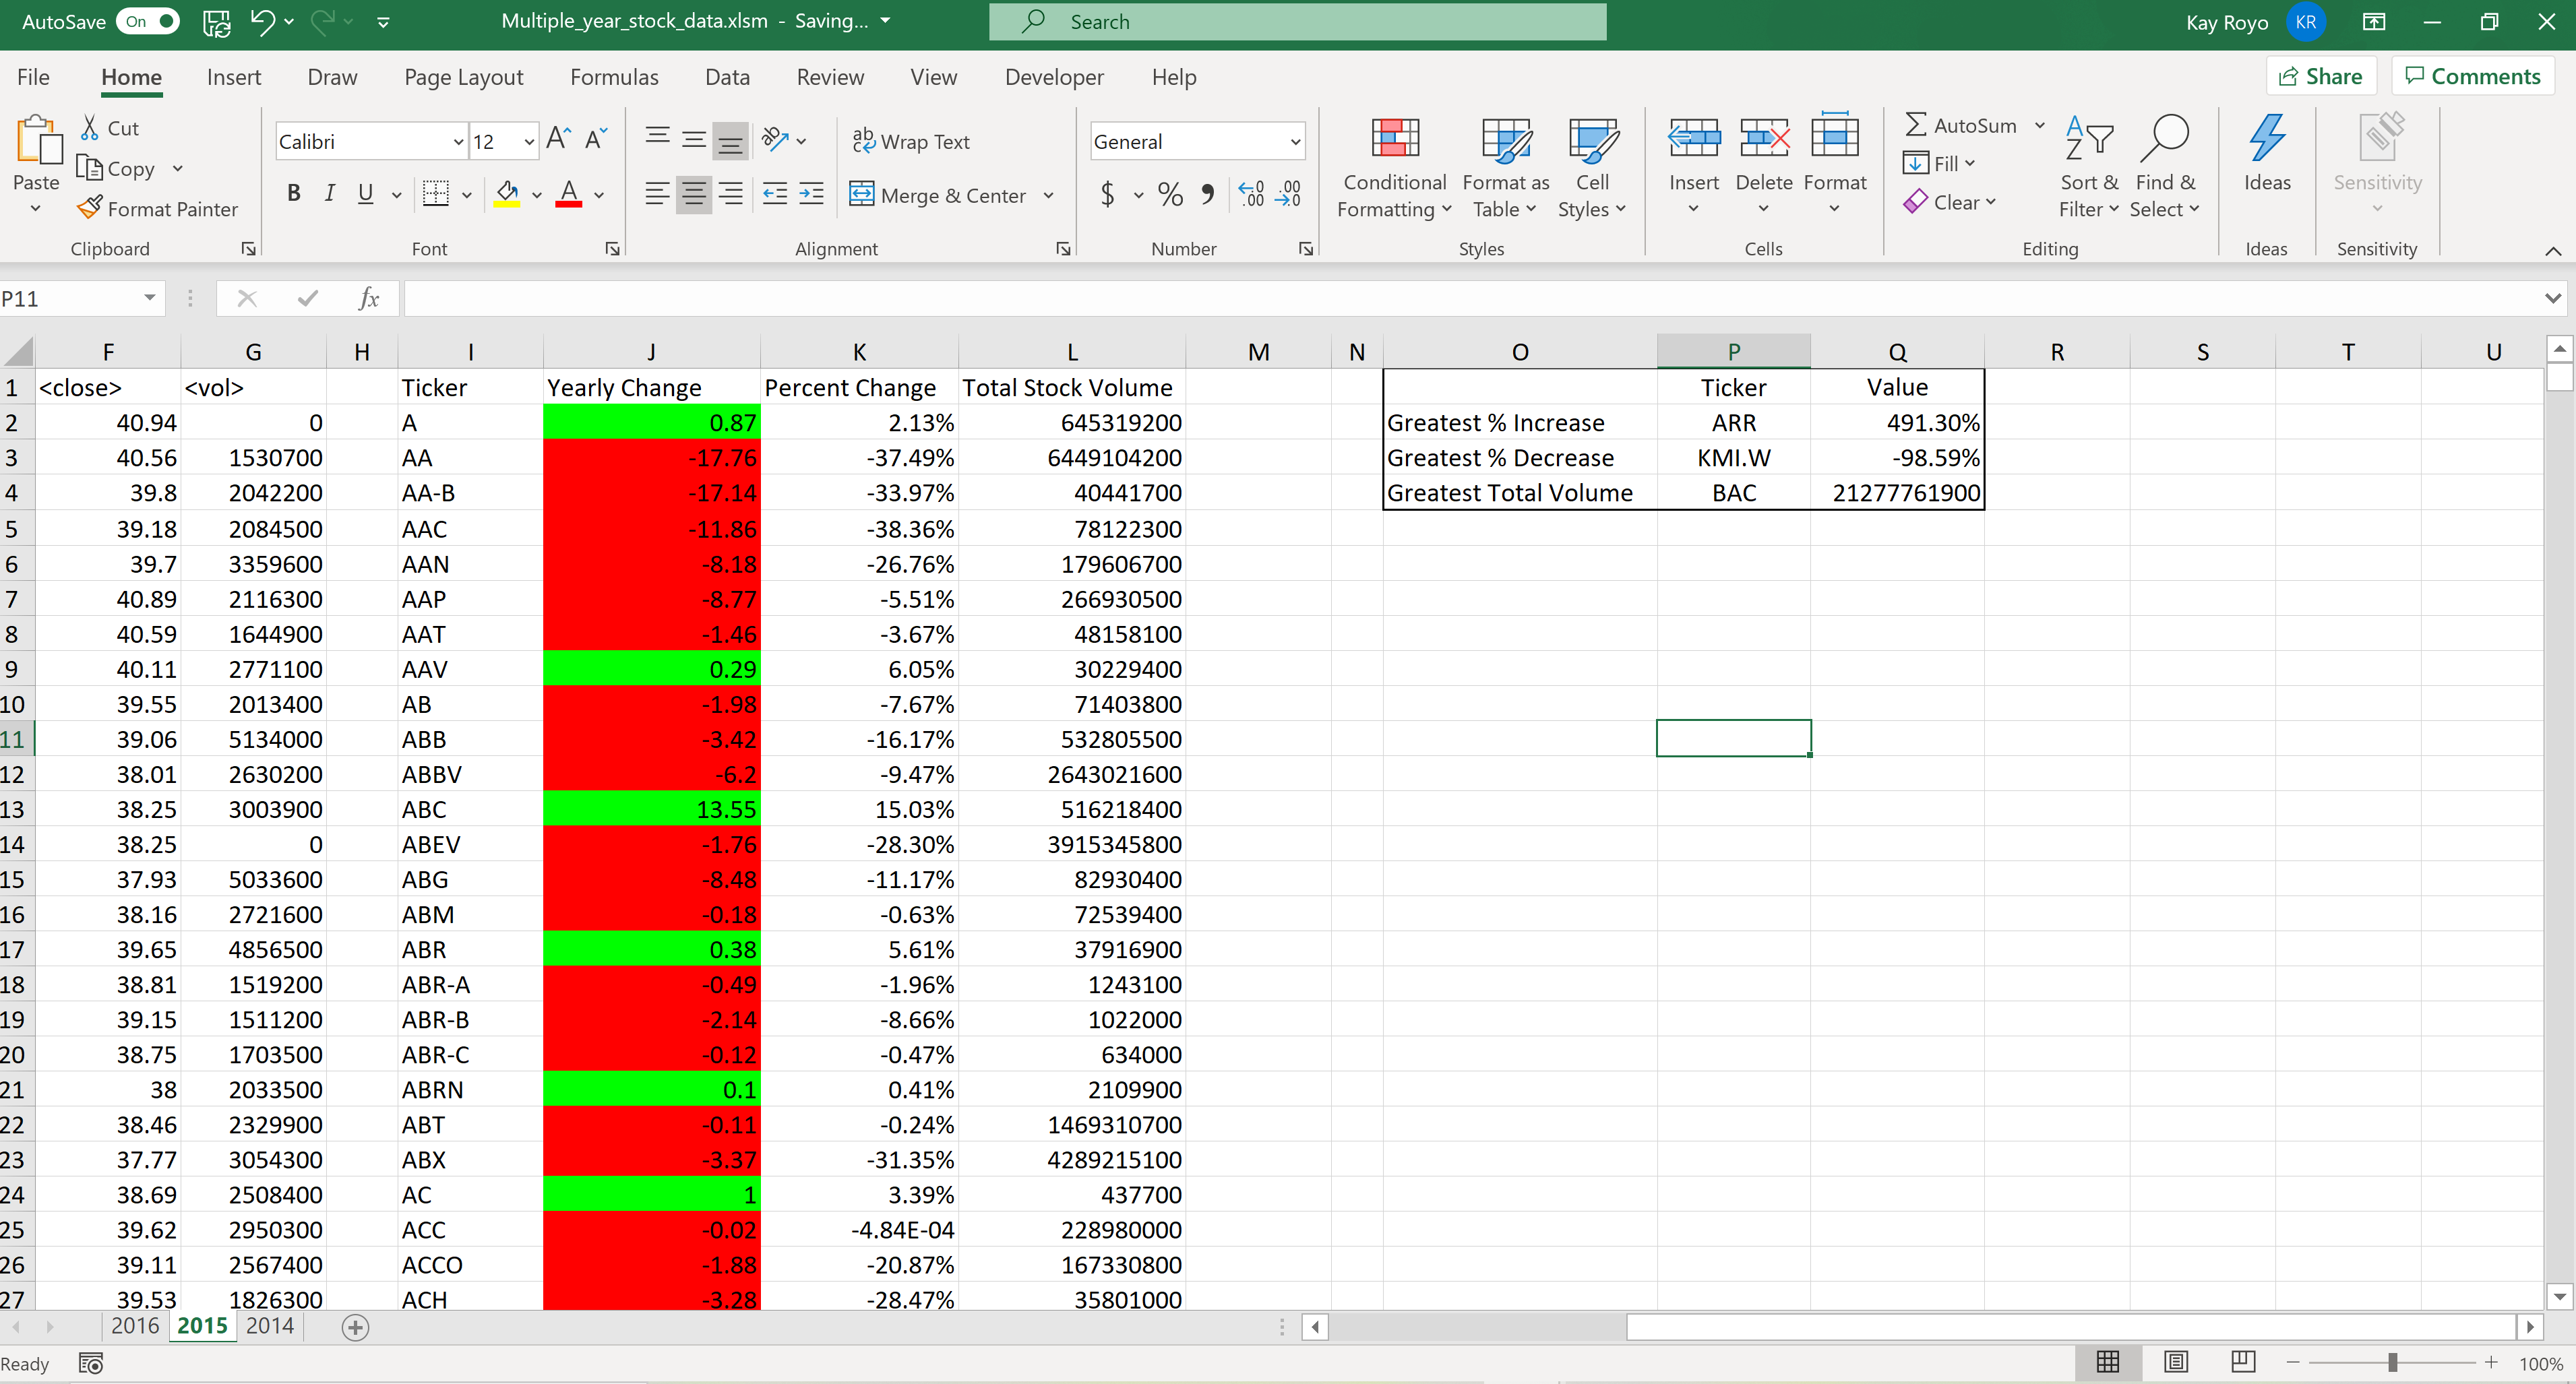 AutoSave On Multiple_year_stock_data.xlsm - Saving... Search Kay Royo KR
File Home Insert Draw Page Layout Formulas Data Review View Developer Help Share Comments
Paste Cut Copy Format Painter Clipboard
Calibri 12 A A B I U A Font
ab c Wrap Text Merge & Center Alignment
General $ % , .0 .00 .00 .0 Number
Conditional Formatting Format as Table Cell Styles Styles
Insert Delete Format Cells
AutoSum Fill Clear A Z Sort & Filter Find & Select Editing
Ideas Ideas
Sensitivity Sensitivity
P11 fx
F G H I J K L M N O P Q R S T U
1 <close> <vol> Ticker Yearly Change Percent Change Total Stock Volume Ticker Value
2 40.94 0 A 0.87 2.13% 645319200 Greatest % Increase ARR 491.30%
3 40.56 1530700 AA -17.76 -37.49% 6449104200 Greatest % Decrease KMI.W -98.59%
4 39.8 2042200 AA-B -17.14 -33.97% 40441700 Greatest Total Volume BAC 21277761900
5 39.18 2084500 AAC -11.86 -38.36% 78122300
6 39.7 3359600 AAN -8.18 -26.76% 179606700
7 40.89 2116300 AAP -8.77 -5.51% 266930500
8 40.59 1644900 AAT -1.46 -3.67% 48158100
9 40.11 2771100 AAV 0.29 6.05% 30229400
10 39.55 2013400 AB -1.98 -7.67% 71403800
11 39.06 5134000 ABB -3.42 -16.17% 532805500
12 38.01 2630200 ABBV -6.2 -9.47% 2643021600
13 38.25 3003900 ABC 13.55 15.03% 516218400
14 38.25 0 ABEV -1.76 -28.30% 3915345800
15 37.93 5033600 ABG -8.48 -11.17% 82930400
16 38.16 2721600 ABM -0.18 -0.63% 72539400
17 39.65 4856500 ABR 0.38 5.61% 37916900
18 38.81 1519200 ABR-A -0.49 -1.96% 1243100
19 39.15 1511200 ABR-B -2.14 -8.66% 1022000
20 38.75 1703500 ABR-C -0.12 -0.47% 634000
21 38 2033500 ABRN 0.1 0.41% 2109900
22 38.46 2329900 ABT -0.11 -0.24% 1469310700
23 37.77 3054300 ABX -3.37 -31.35% 4289215100
24 38.69 2508400 AC 1 3.39% 437700
25 39.62 2950300 ACC -0.02 -4.84E-04 228980000
26 39.11 2567400 ACCO -1.88 -20.87% 167330800
27 39.53 1826300 ACH -3.28 -28.47% 35801000
2016 2015 2014
Ready 100%